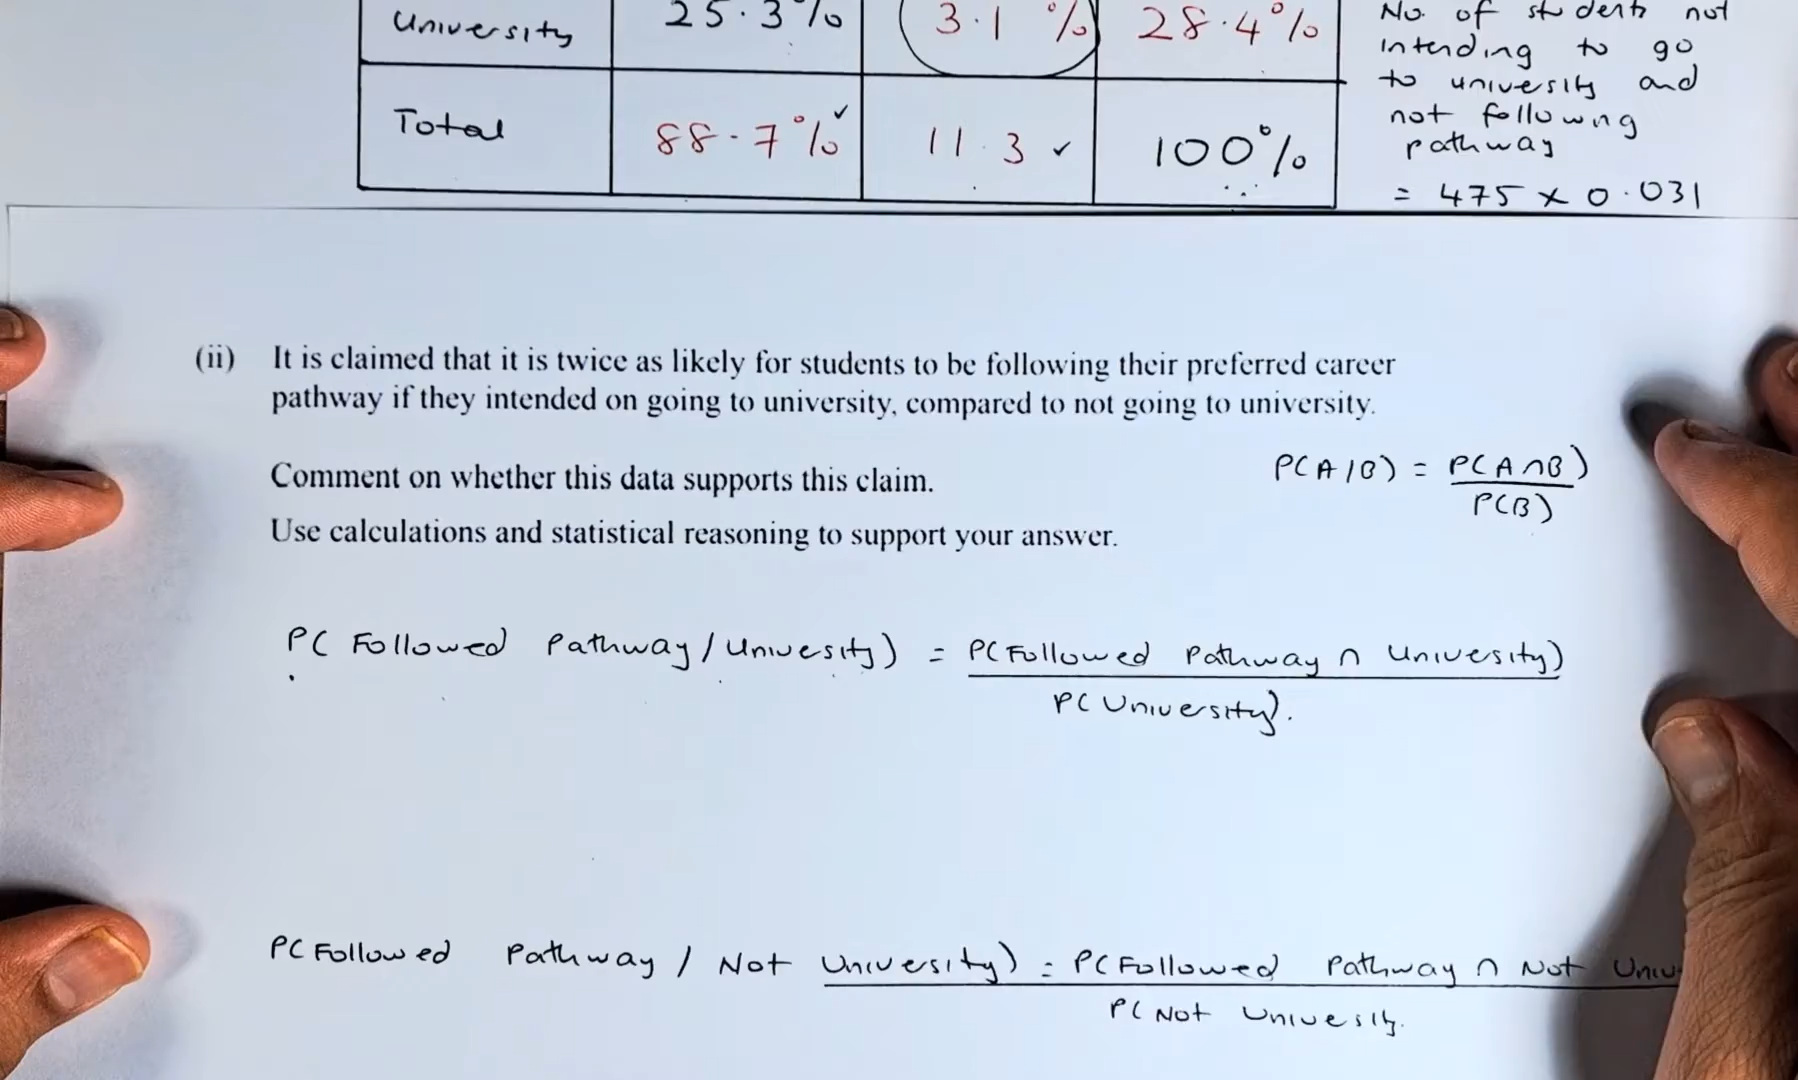 University 25.3% 3.1% 28.4%
Total 88.7%✓ 11.3 ✓ 100%
No. of students not
intending to go
to university and
not following
pathway
= 475 × 0.031
(ii) It is claimed that it is twice as likely for students to be following their preferred career
pathway if they intended on going to university, compared to not going to university.
Comment on whether this data supports this claim.
P(A/B) = P(A∩B)
P(B)
Use calculations and statistical reasoning to support your answer.
P( Followed Pathway / University) = P(Followed Pathway ∩ University)
P( University).
P( Followed Pathway / Not University) = P( Followed Pathway ∩ Not Univ
P( Not University.